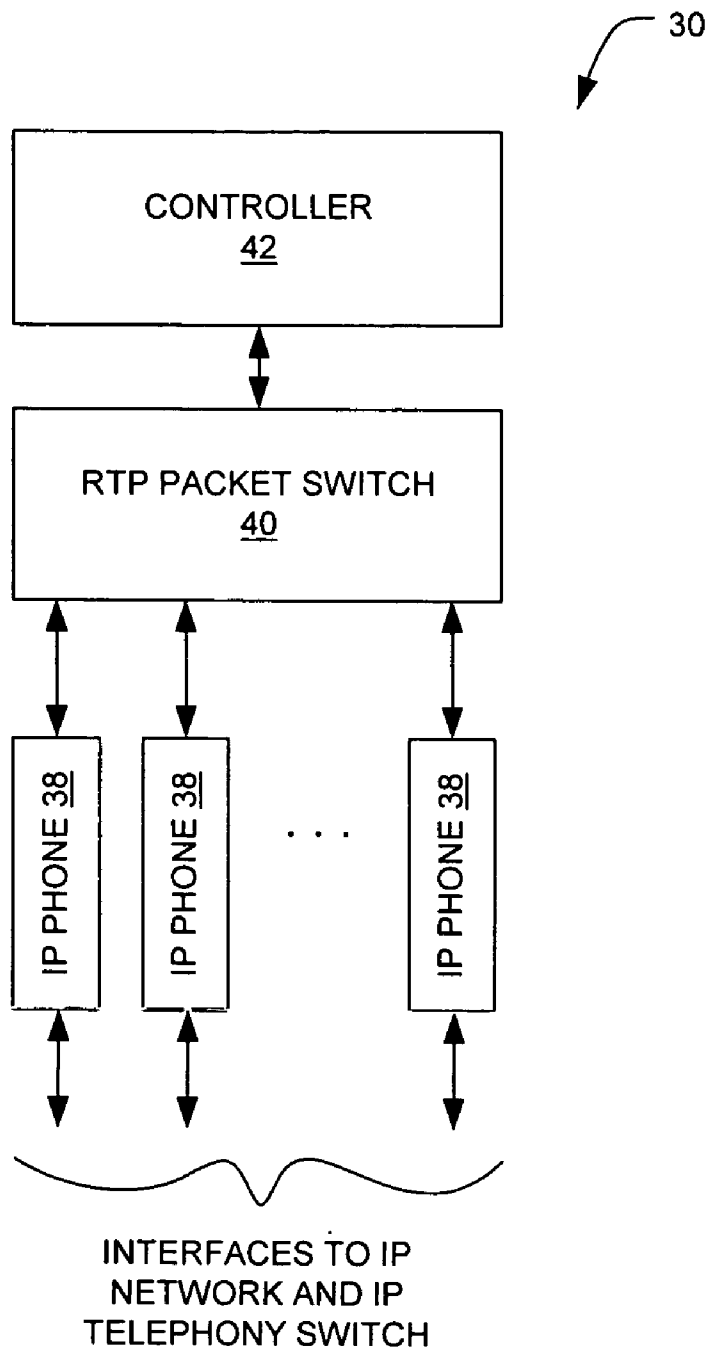 30
CONTROLLER
42
RTP PACKET SWITCH
40
IP PHONE 38
IP PHONE 38
. . .
IP PHONE 38
INTERFACES TO IP
NETWORK AND IP
TELEPHONY SWITCH